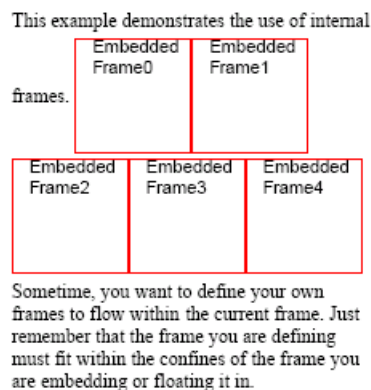 This example demonstrates the use of internal
Embedded Embedded
Frame0 Frame1
frames.
Embedded Embedded Embedded
Frame2 Frame3 Frame4
Sometime, you want to define your own
frames to flow within the current frame. Just
remember that the frame you are defining
must fit within the confines of the frame you
are embedding or floating it in.